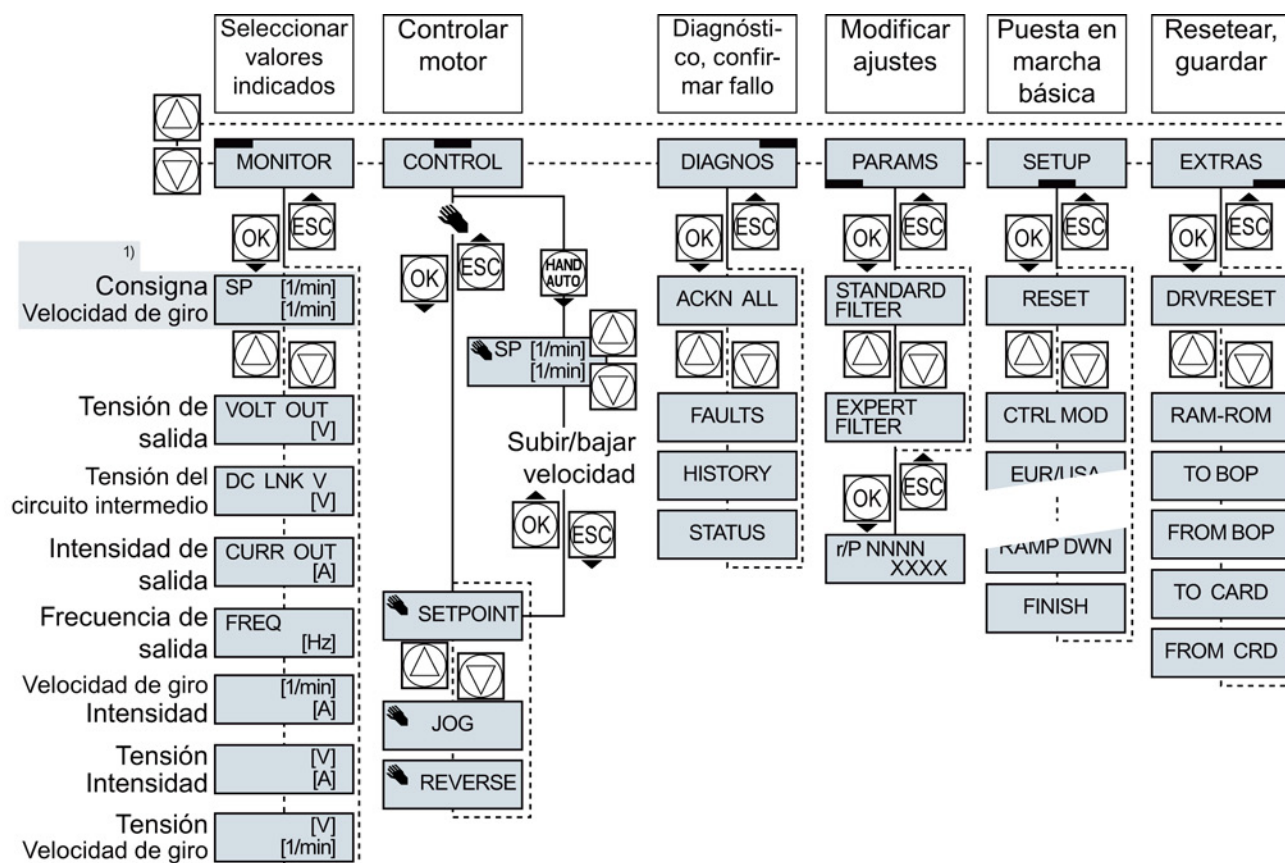 Seleccionar
valores
indicados
Controlar
motor
Diagnósti-
co, confir-
mar fallo
Modificar
ajustes
Puesta en
marcha
básica
Resetear,
guardar
MONITOR
CONTROL
DIAGNOS
PARAMS
SETUP
EXTRAS
OK
ESC
OK
ESC
HAND
AUTO
OK
ESC
OK
ESC
OK
ESC
OK
ESC
1)
Consigna
Velocidad de giro
SP [1/min]
[1/min]
Tensión de
salida
VOLT OUT
[V]
Tensión del
circuito intermedio
DC LNK V
[V]
Intensidad de
salida
CURR OUT
[A]
Frecuencia de
salida
FREQ
[Hz]
Velocidad de giro
Intensidad
[1/min]
[A]
Tensión
Intensidad
[V]
[A]
Tensión
Velocidad de giro
[V]
[1/min]
SP [1/min]
[1/min]
Subir/bajar
velocidad
OK
ESC
SETPOINT
JOG
REVERSE
ACKN ALL
FAULTS
HISTORY
STATUS
STANDARD
FILTER
EXPERT
FILTER
OK
ESC
r/P NNNN
XXXX
RESET
CTRL MOD
EUR/USA
RAMP DWN
FINISH
DRVRESET
RAM-ROM
TO BOP
FROM BOP
TO CARD
FROM CRD